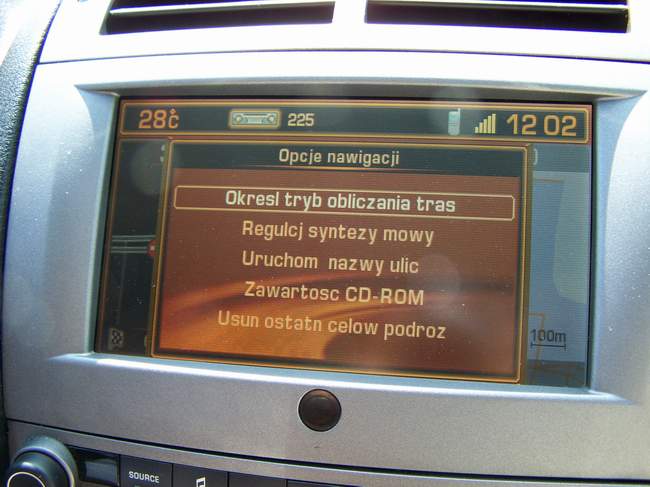 28°C 225 12 02
Opcje nawigacji
Okresl tryb obliczania tras
Regulcj syntezy mowy
Uruchom nazwy ulic
Zawartosc CD-ROM
Usun ostatn celow podroz
100m
SOURCE